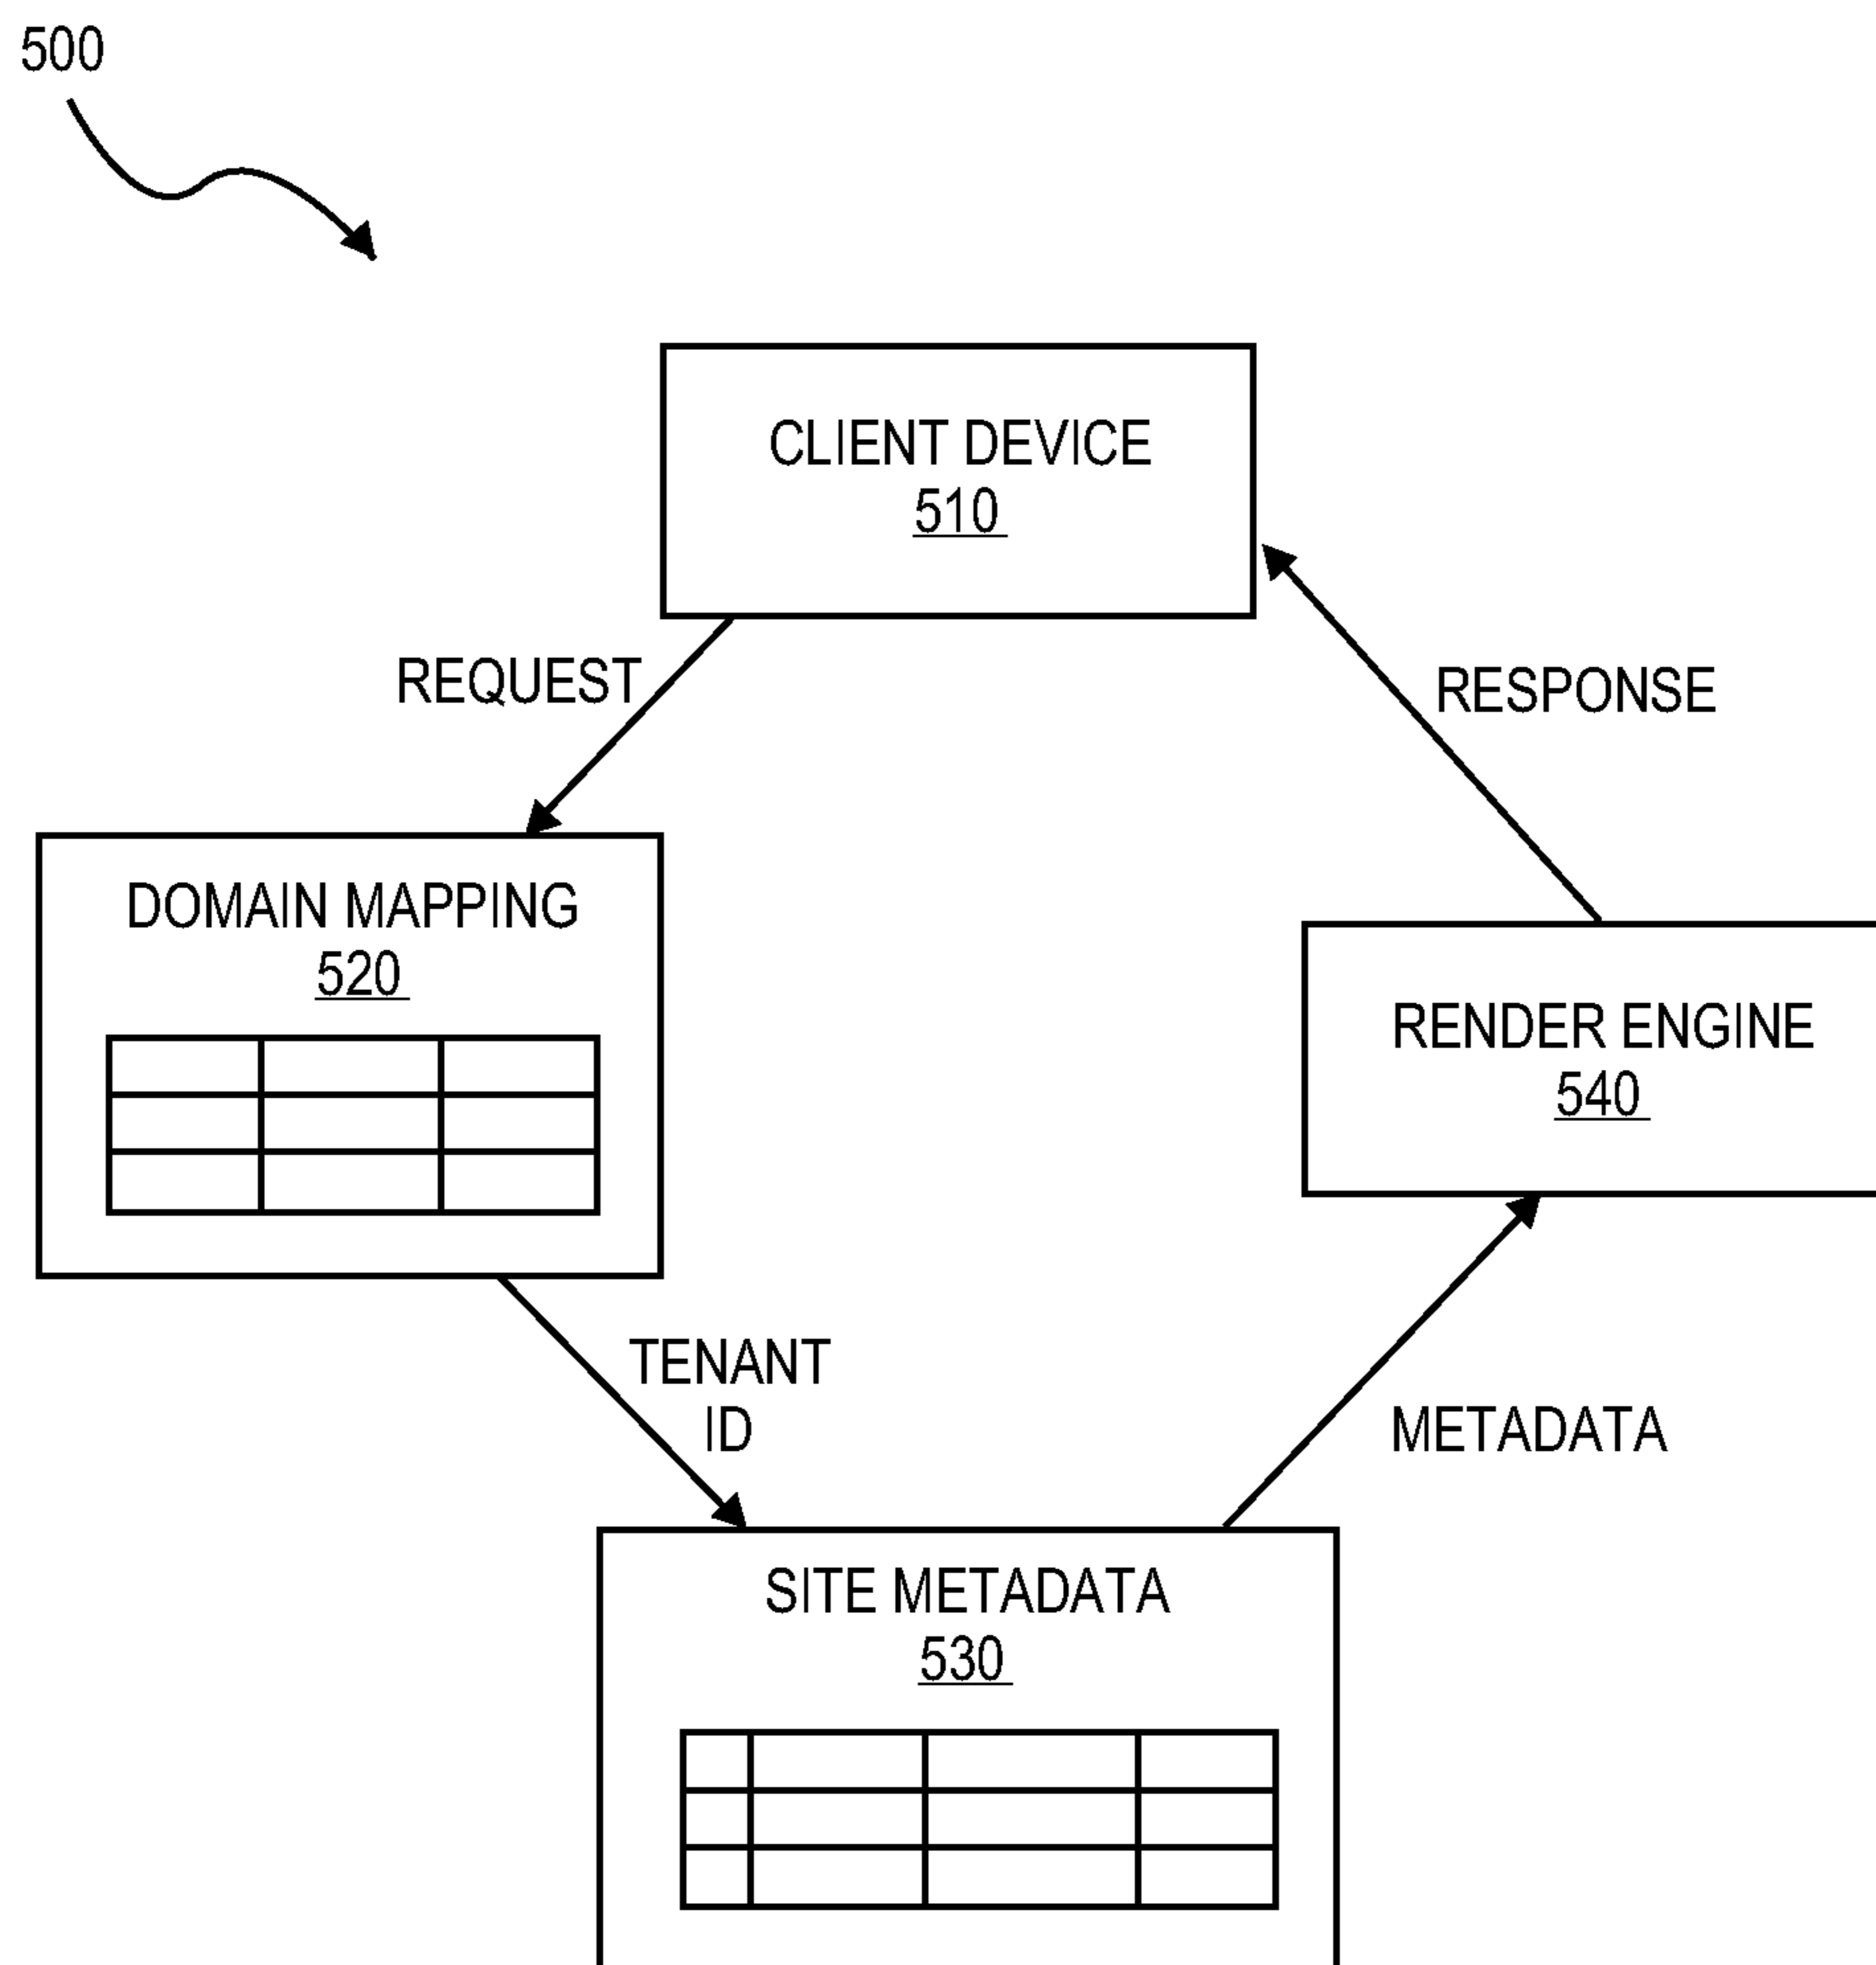 500
CLIENT DEVICE
510
REQUEST
RESPONSE
DOMAIN MAPPING
520
RENDER ENGINE
540
TENANT
ID
METADATA
SITE METADATA
530